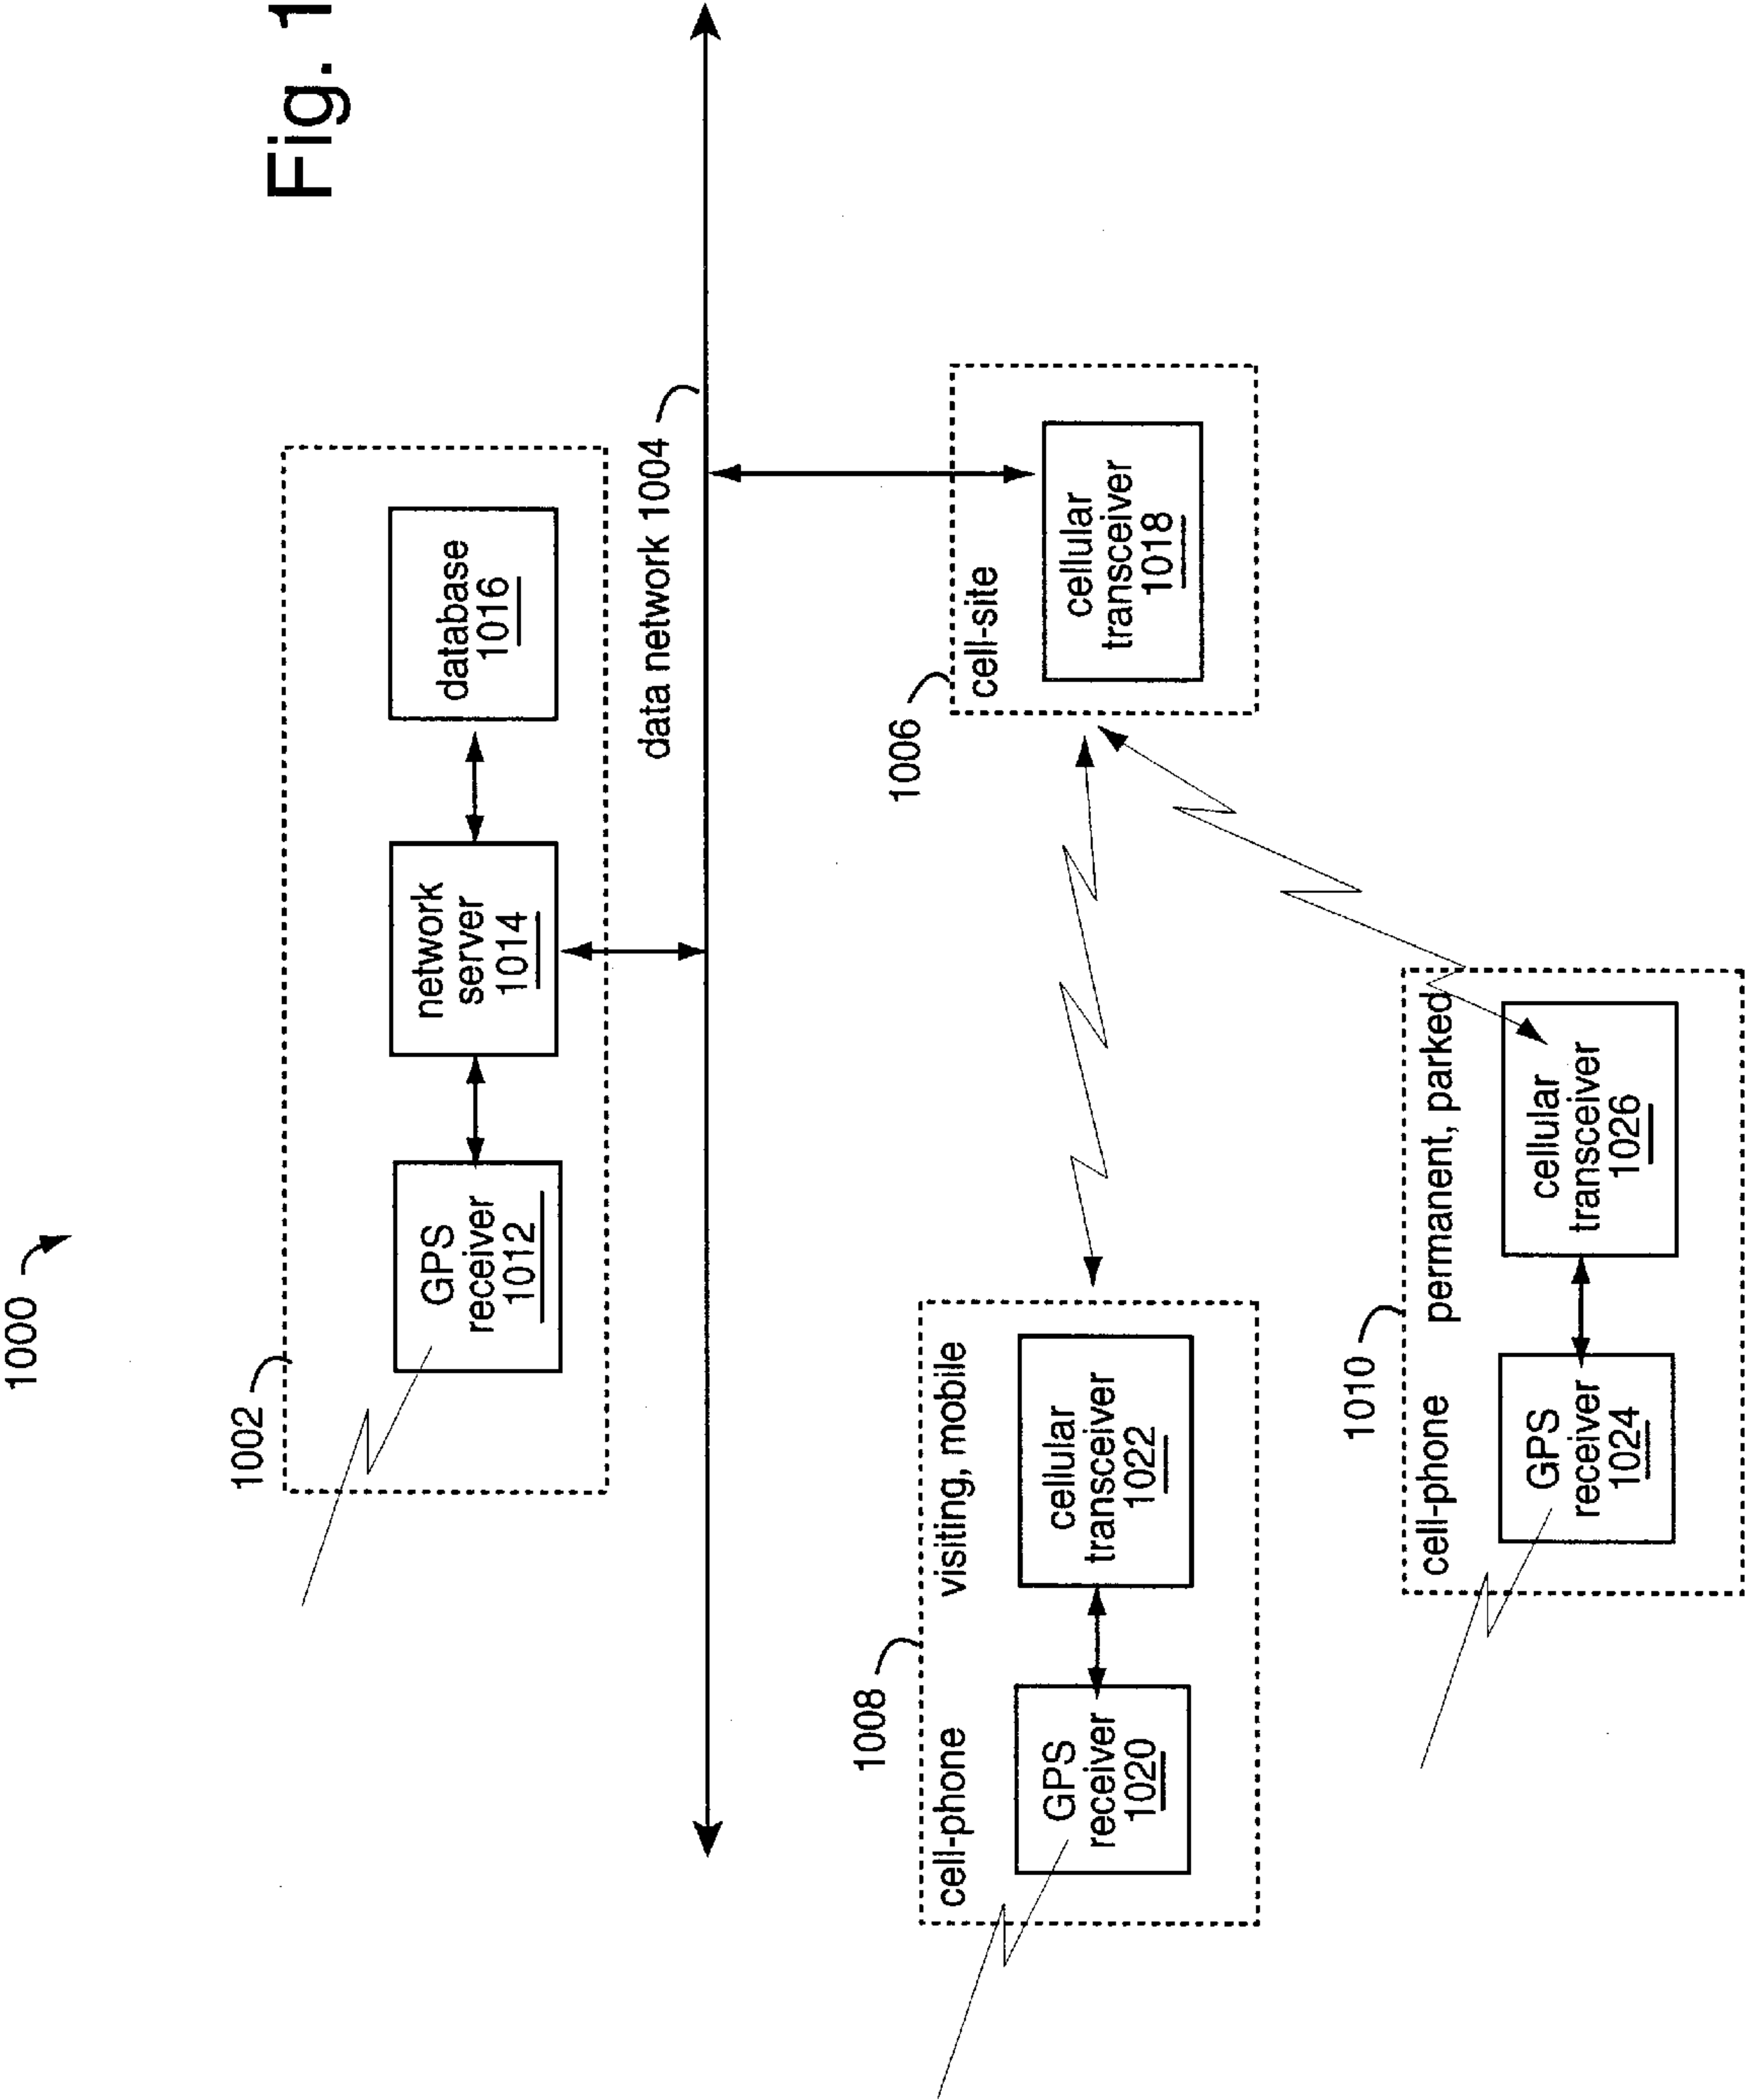 1000
Fig. 1
1002
GPS
receiver
1012
network
server
1014
database
1016
data network 1004
1008
cell-phone
visiting, mobile
GPS
receiver
1020
cellular
transceiver
1022
1006
cell-site
cellular
transceiver
1018
1010
cell-phone
permanent, parked
GPS
receiver
1024
cellular
transceiver
1026